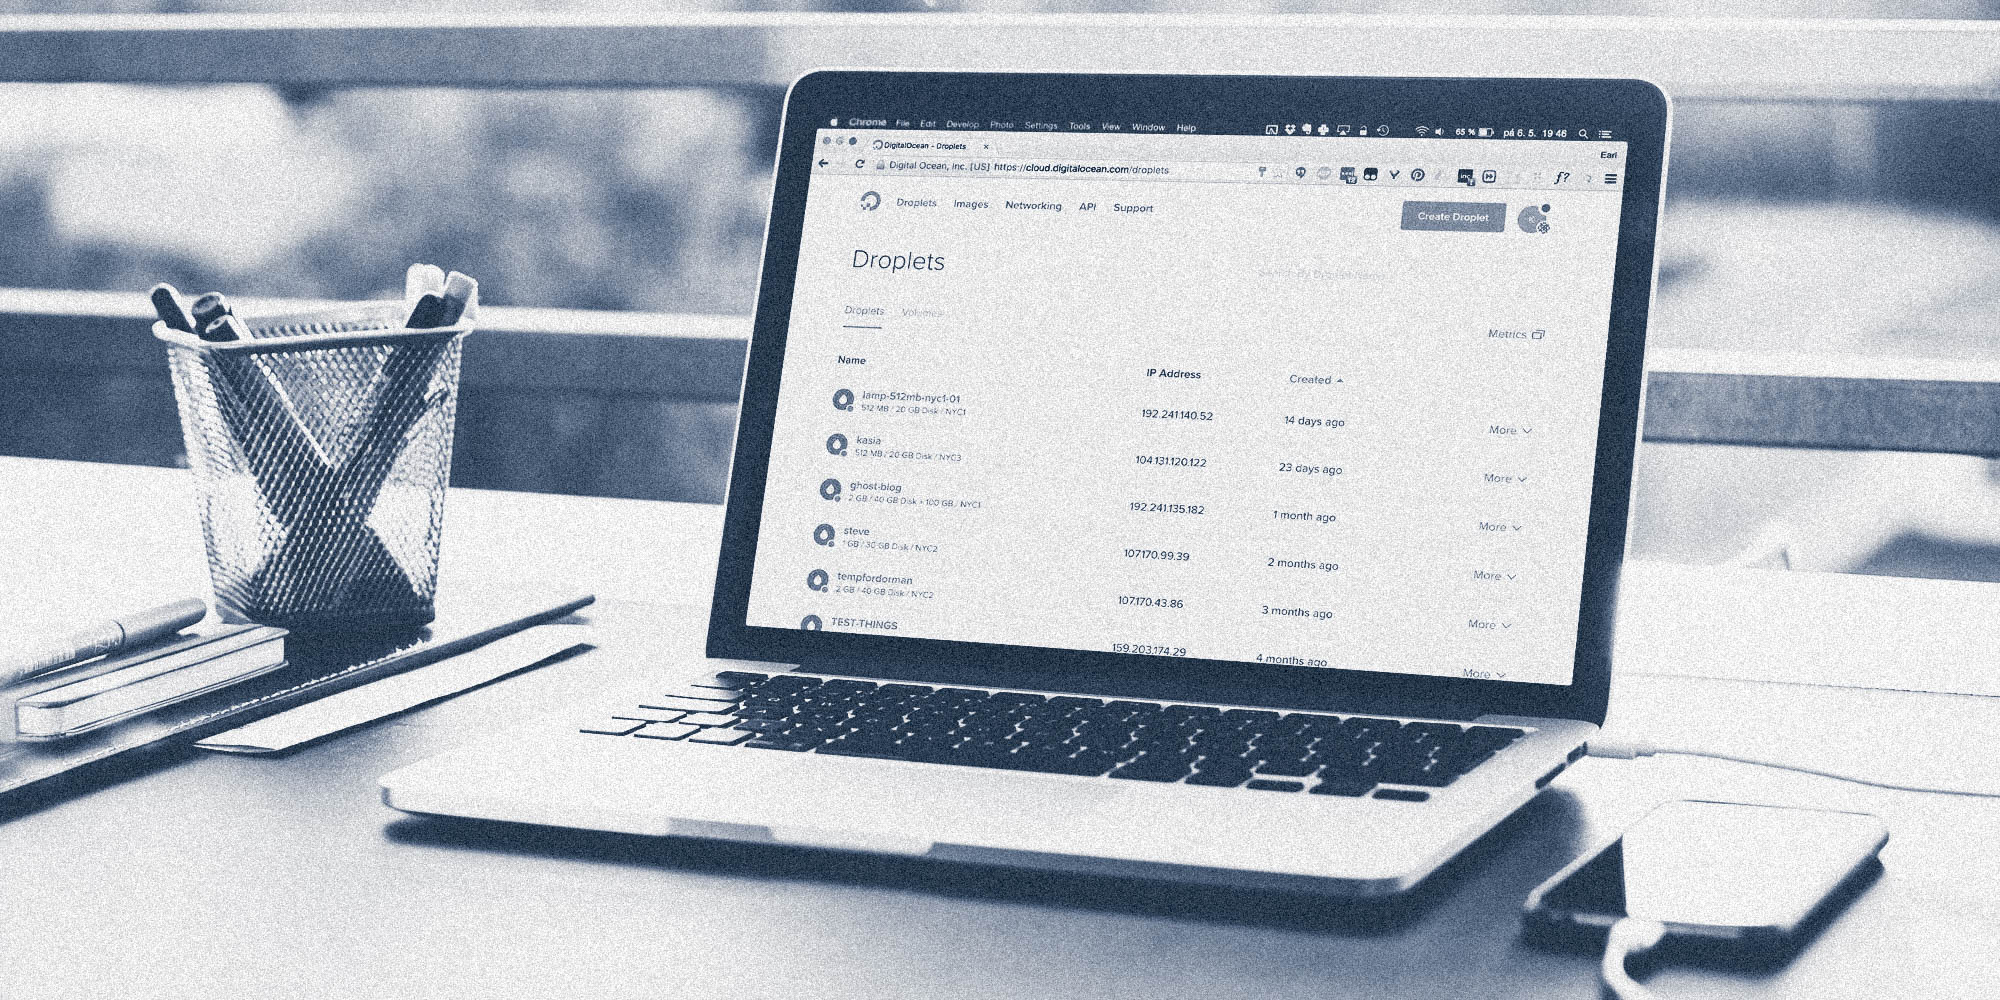 Chrome File Edit Develop Photo Settings Tools View Window Help 65 % pá 6. 5. 19 46
DigitalOcean - Droplets × Earl
Digital Ocean, Inc. [US] https://cloud.digitalocean.com/droplets f?
Droplets Images Networking API Support Create Droplet
Droplets
Droplets Volumes
Metrics
Name IP Address Created
lamp-512mb-nyc1-01 192.241.140.52 14 days ago More
512 MB / 20 GB Disk / NYC1
kasia 104.131.120.122 23 days ago More
512 MB / 20 GB Disk / NYC3
ghost-blog 192.241.135.182 1 month ago More
2 GB / 40 GB Disk + 100 GB / NYC1
steve 107.170.99.39 2 months ago More
1 GB / 30 GB Disk / NYC2
tempfordorman 107.170.43.86 3 months ago More
2 GB / 40 GB Disk / NYC2
TEST-THINGS 159.203.174.29 4 months ago More